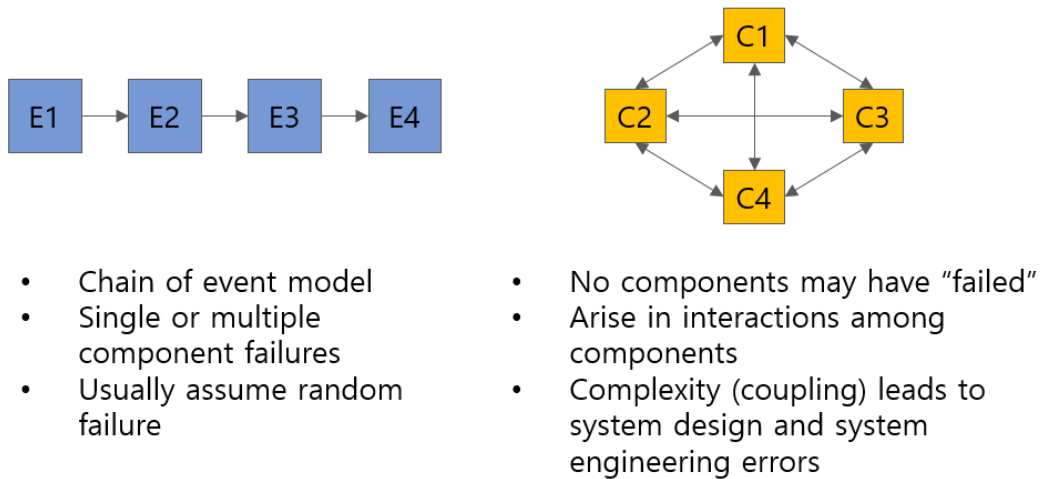 E1
E2
E3
E4
C1
C2
C3
C4
• Chain of event model
• Single or multiple
component failures
• Usually assume random
failure
• No components may have “failed”
• Arise in interactions among
components
• Complexity (coupling) leads to
system design and system
engineering errors